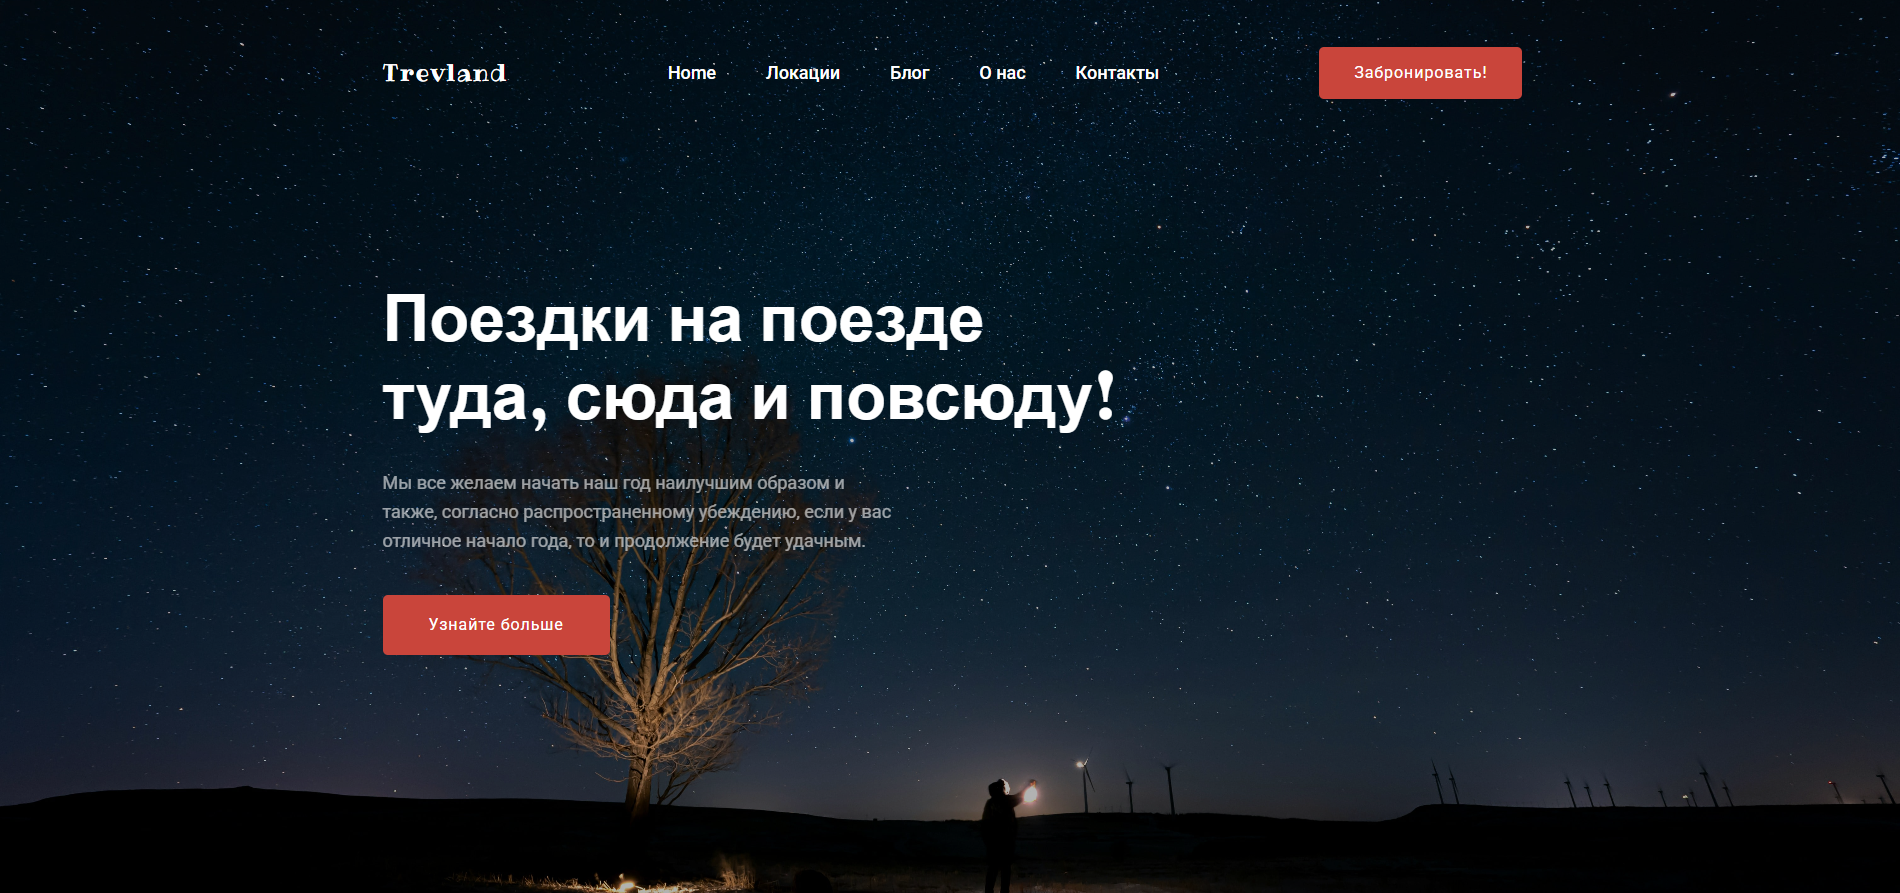 Trevland
Home Локации Блог О нас Контакты
Забронировать!
Поездки на поезде
туда, сюда и повсюду!
Мы все желаем начать наш год наилучшим образом и
также, согласно распространенному убеждению, если у вас
отличное начало года, то и продолжение будет удачным.
Узнайте больше